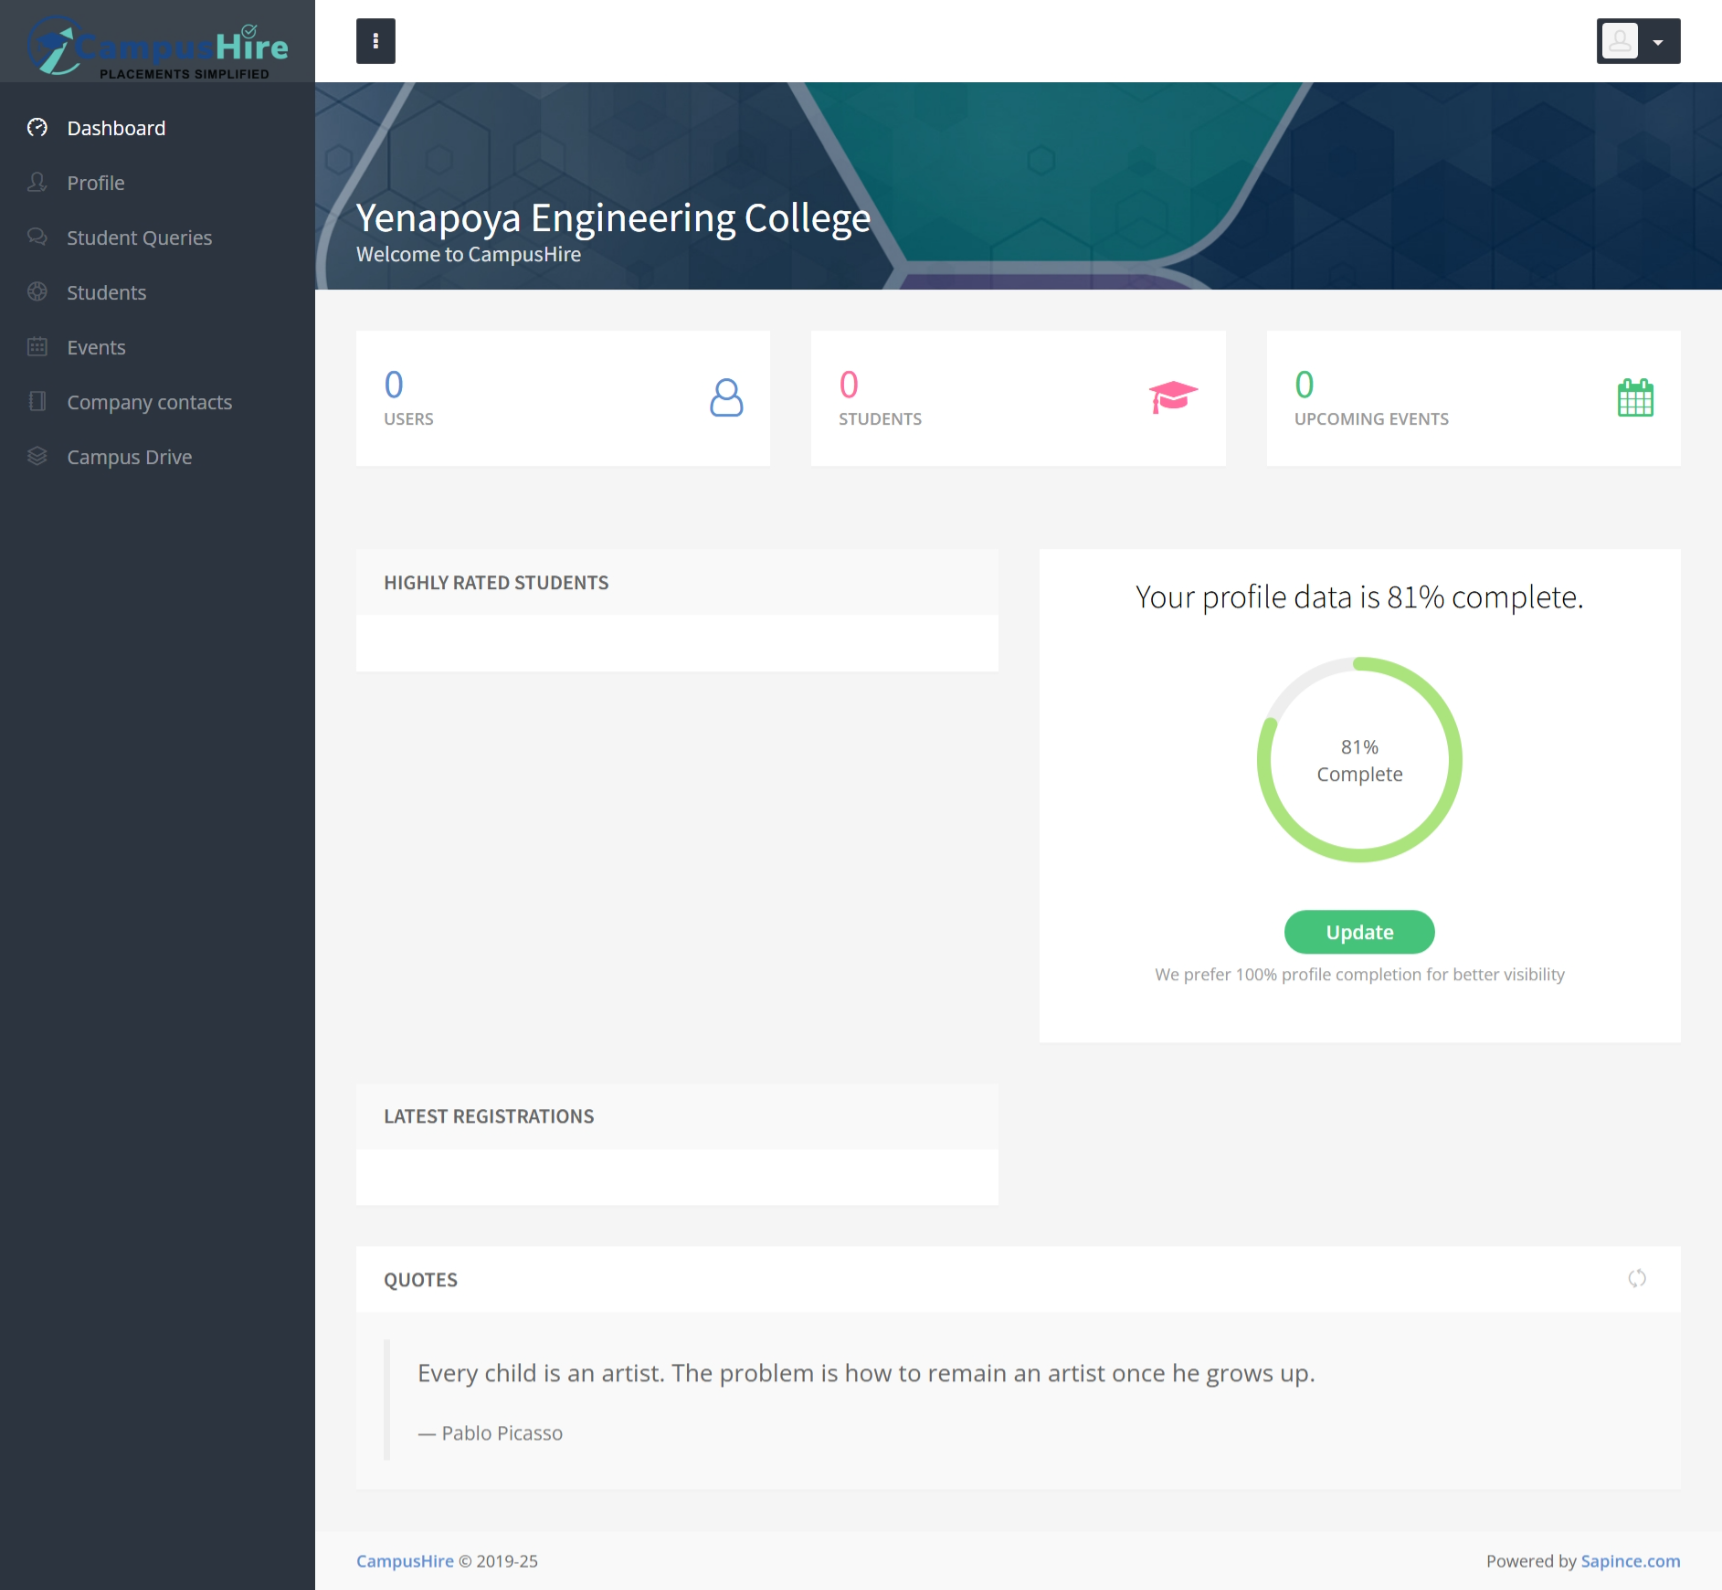 CampusHire
PLACEMENTS SIMPLIFIED
Dashboard
Profile
Student Queries
Students
Events
Company contacts
Campus Drive
Yenapoya Engineering College
Welcome to CampusHire
0
USERS
0
STUDENTS
0
UPCOMING EVENTS
HIGHLY RATED STUDENTS
Your profile data is 81% complete.
81%
Complete
Update
We prefer 100% profile completion for better visibility
LATEST REGISTRATIONS
QUOTES
Every child is an artist. The problem is how to remain an artist once he grows up.
— Pablo Picasso
CampusHire © 2019-25
Powered by Sapince.com